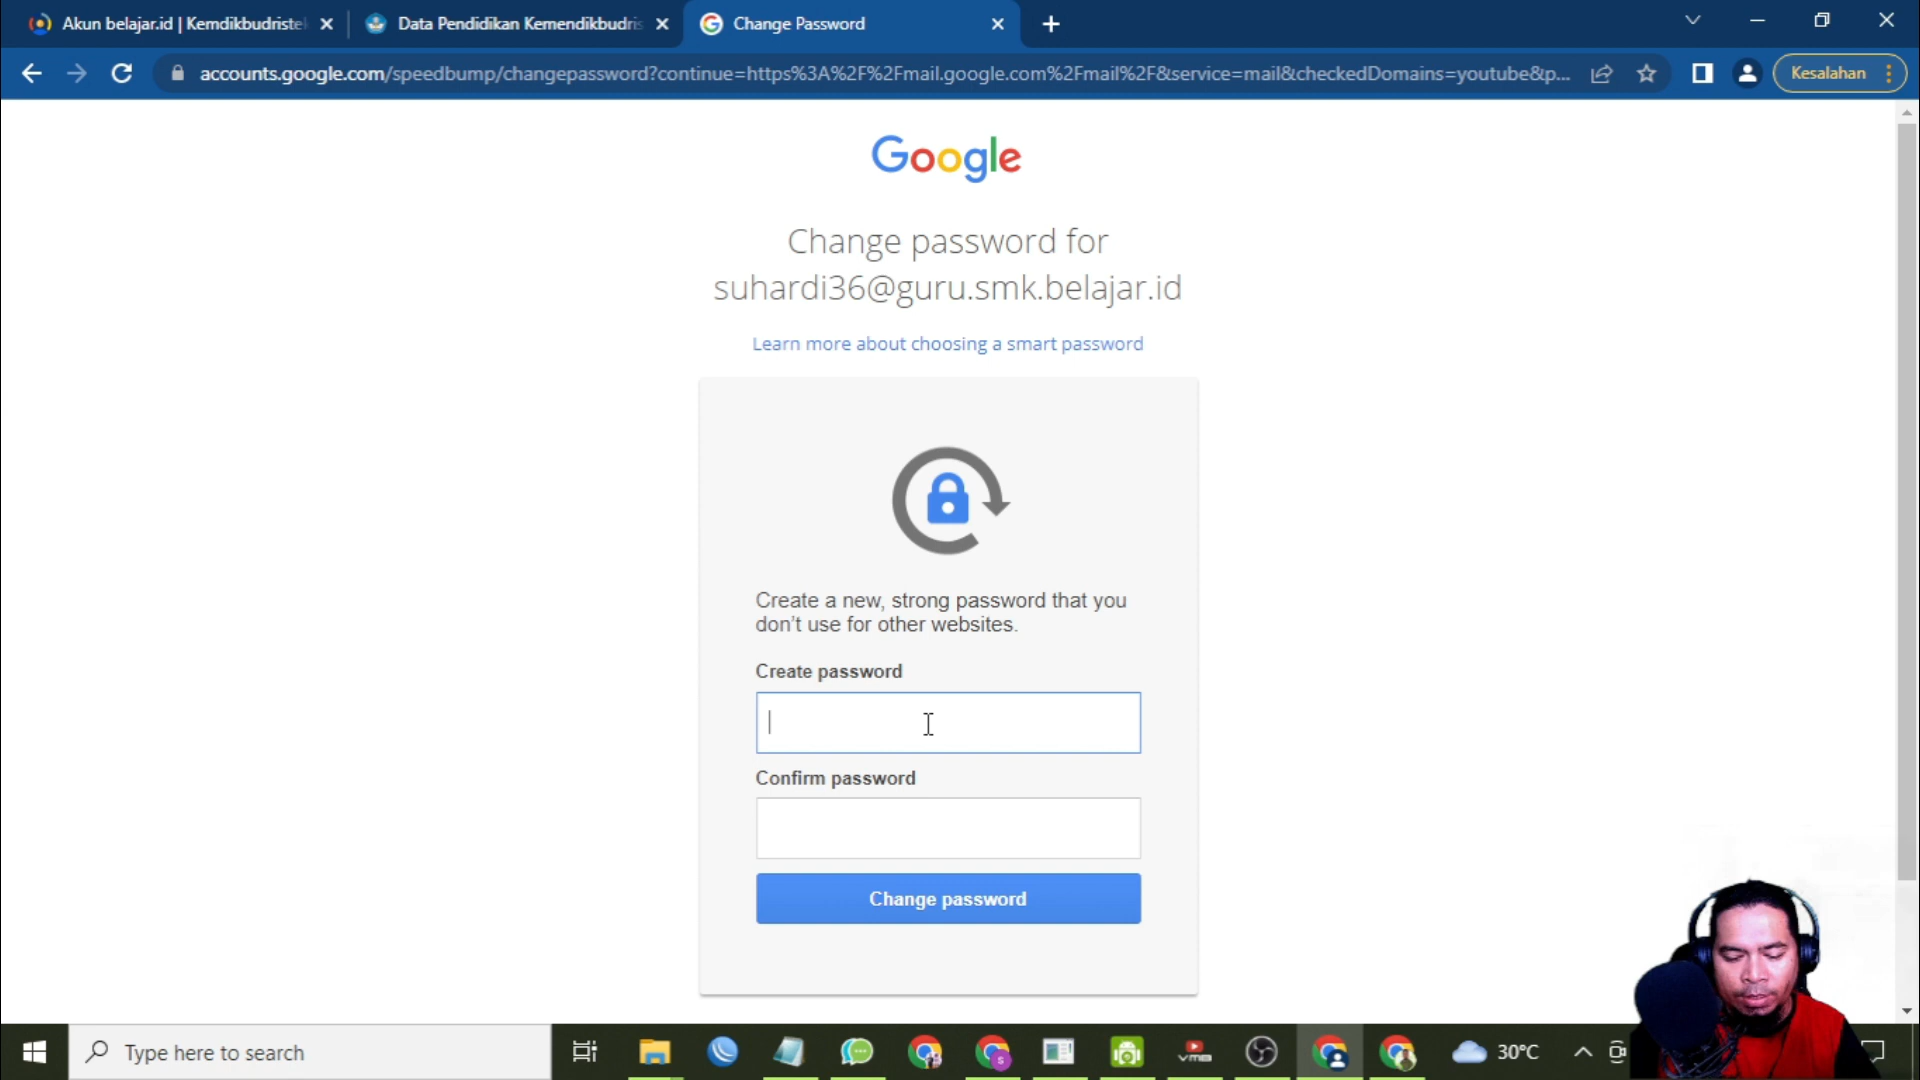 Akun belajar.id | Kemdikbudriste
Data Pendidikan Kemendikbudris
Change Password
accounts.google.com/speedbump/changepassword?continue=https%3A%2F%2Fmail.google.com%2Fmail%2F&service=mail&checkedDomains=youtube&p...
Kesalahan
Google
Change password for
suhardi36@guru.smk.belajar.id
Learn more about choosing a smart password
Create a new, strong password that you
don't use for other websites.
Create password
Confirm password
Change password
Type here to search
30°C